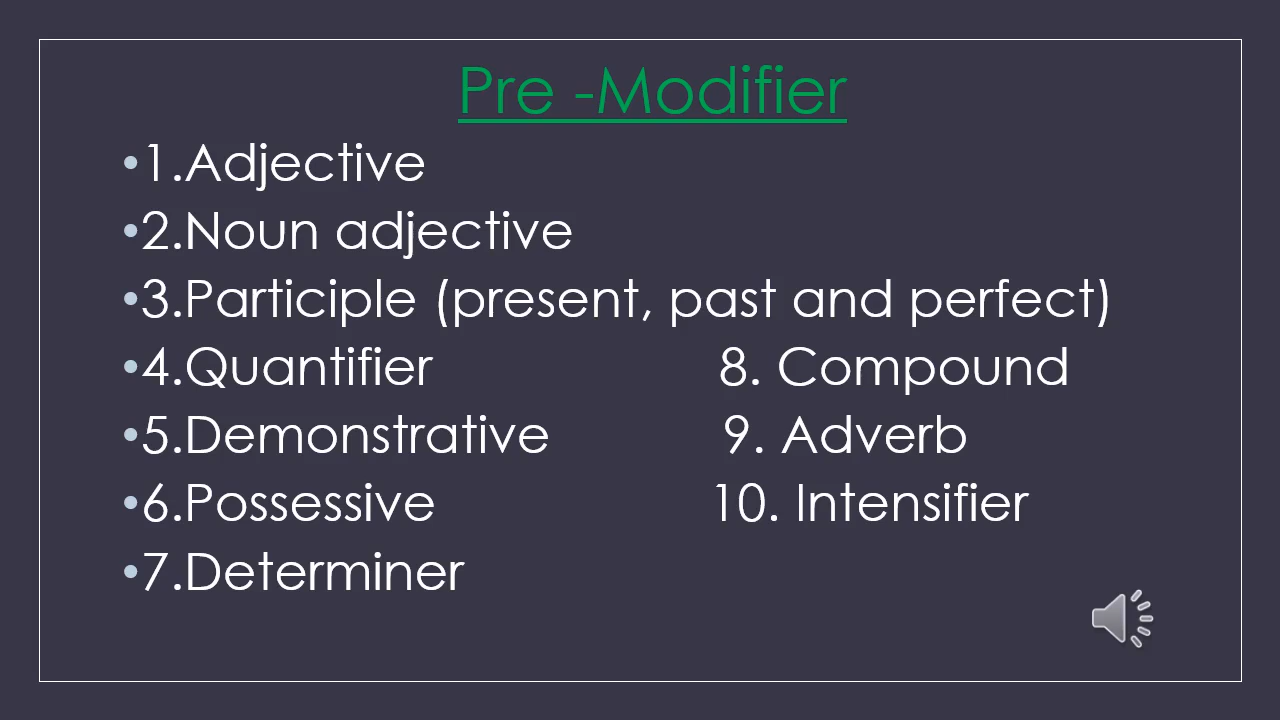 Pre -Modifier
•1.Adjective
•2.Noun adjective
•3.Participle (present, past and perfect)
•4.Quantifier 8. Compound
•5.Demonstrative 9. Adverb
•6.Possessive 10. Intensifier
•7.Determiner